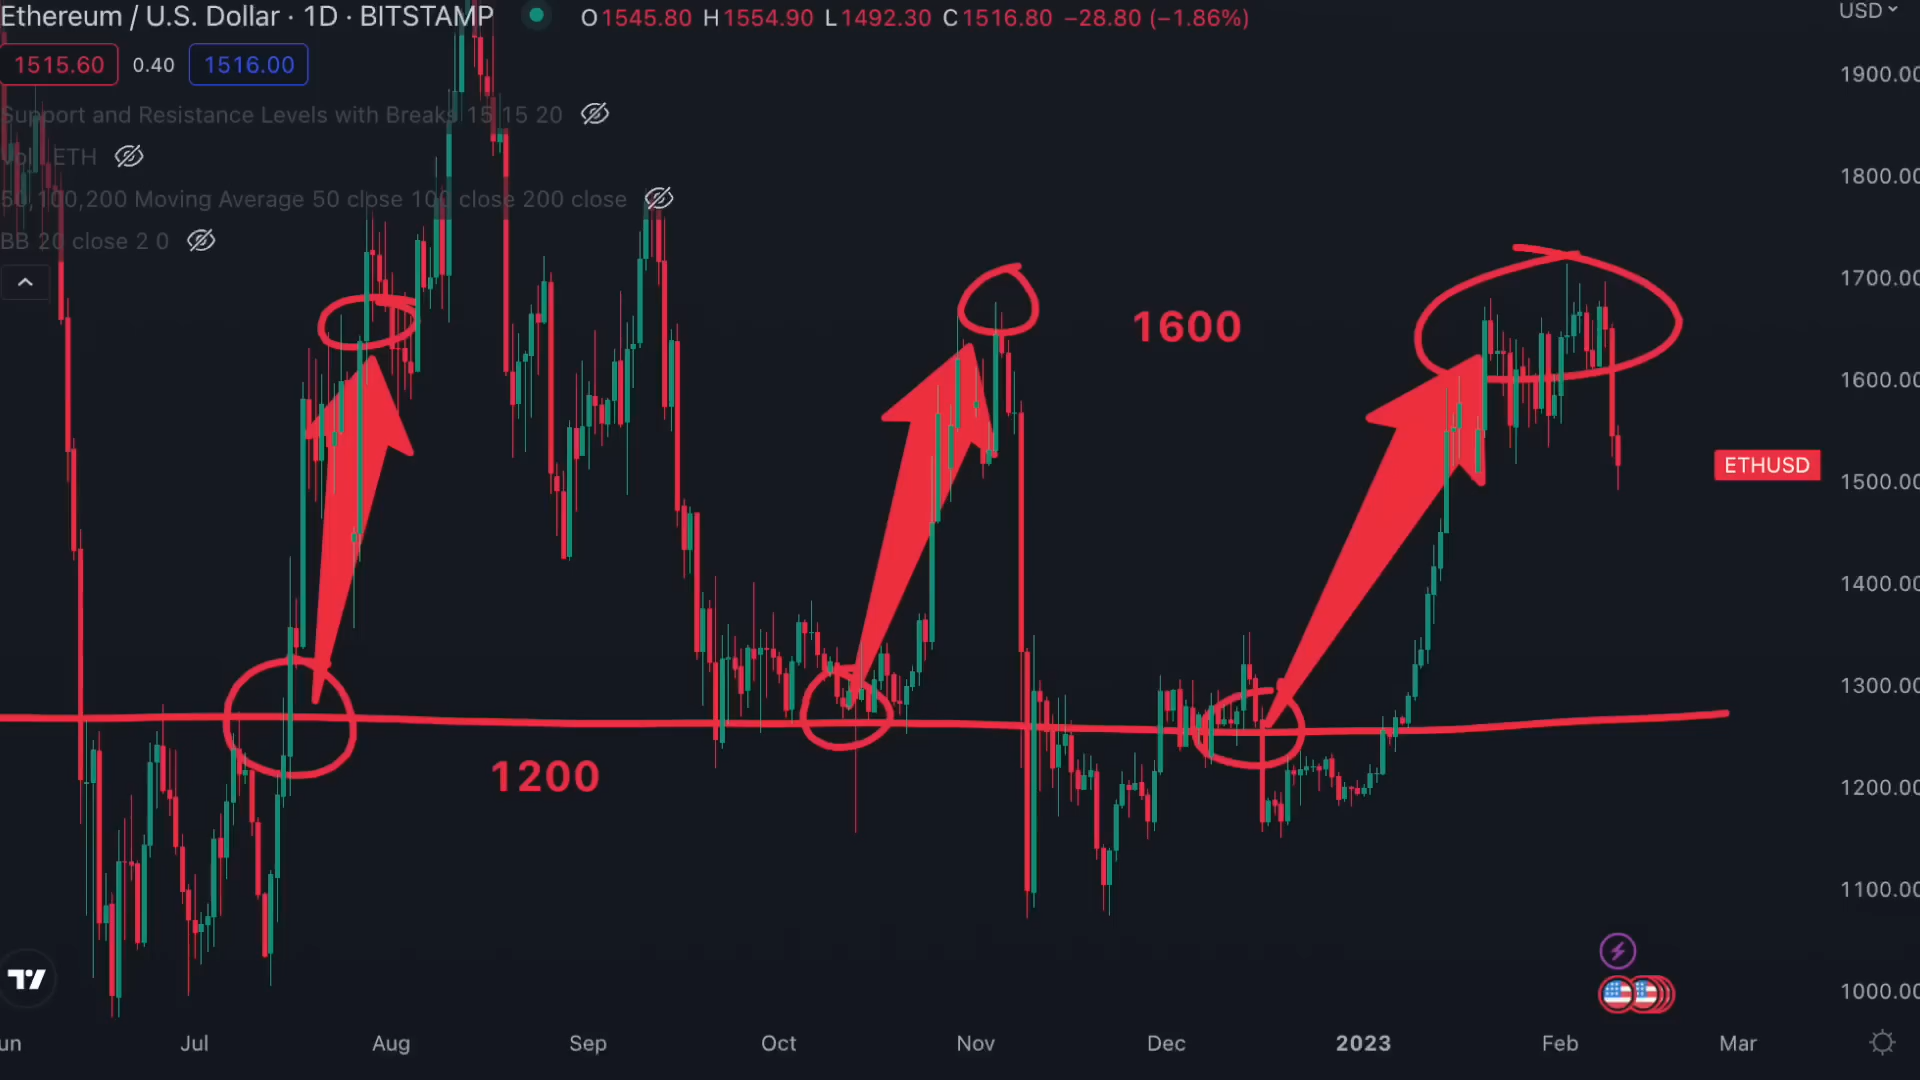 Ethereum / U.S. Dollar · 1D · BITSTAMP O1545.80 H1554.90 L1492.30 C1516.80 −28.80 (−1.86%)
USD
1515.60 0.40 1516.00
Support and Resistance Levels with Breaks 15 15 20
Vol · ETH
50,100,200 Moving Average 50 close 100 close 200 close
BB 20 close 2 0
1900.00
1800.00
1700.00
1600
1600.00
ETHUSD
1500.00
1400.00
1300.00
1200
1200.00
1100.00
1000.00
un Jul Aug Sep Oct Nov Dec 2023 Feb Mar